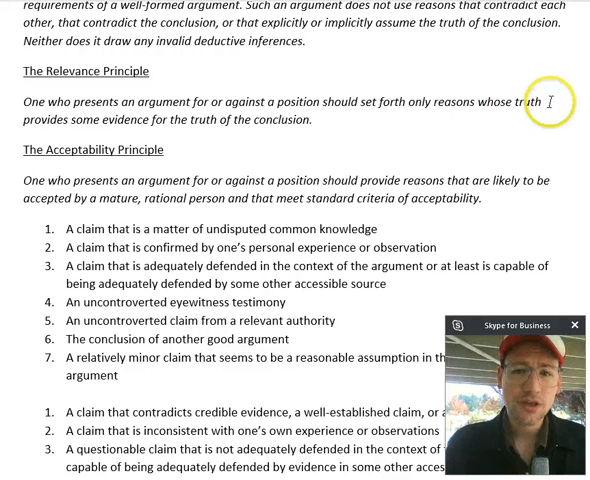 requirements of a well-formed argument. Such an argument does not use reasons that contradict each
other, that contradict the conclusion, or that explicitly or implicitly assume the truth of the conclusion.
Neither does it draw any invalid deductive inferences.
The Relevance Principle
One who presents an argument for or against a position should set forth only reasons whose truth
provides some evidence for the truth of the conclusion.
The Acceptability Principle
One who presents an argument for or against a position should provide reasons that are likely to be
accepted by a mature, rational person and that meet standard criteria of acceptability.
1. A claim that is a matter of undisputed common knowledge
2. A claim that is confirmed by one's personal experience or observation
3. A claim that is adequately defended in the context of the argument or at least is capable of
being adequately defended by some other accessible source
4. An uncontroverted eyewitness testimony
5. An uncontroverted claim from a relevant authority
6. The conclusion of another good argument
7. A relatively minor claim that seems to be a reasonable assumption in th
argument
1. A claim that contradicts credible evidence, a well-established claim, or
2. A claim that is inconsistent with one's own experience or observations
3. A questionable claim that is not adequately defended in the context of
capable of being adequately defended by evidence in some other acces
Skype for Business